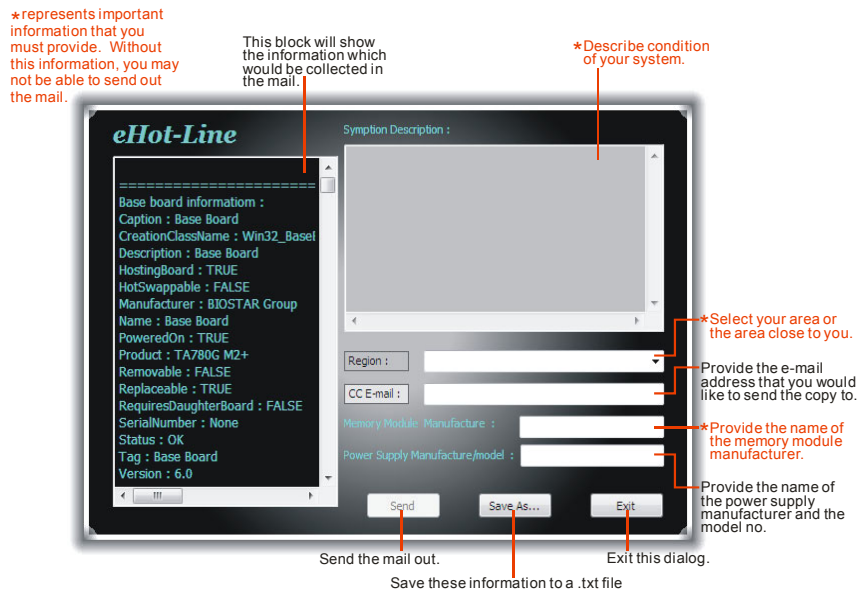 *represents important
information that you
must provide. Without
this information, you may
not be able to send out
the mail.
This block will show
the information which
would be collected in
the mail.
*Describe condition
of your system.
eHot-Line
==========================
Base board informatiom :
Caption : Base Board
CreationClassName : Win32_BaseI
Description : Base Board
HostingBoard : TRUE
HotSwappable : FALSE
Manufacturer : BIOSTAR Group
Name : Base Board
PoweredOn : TRUE
Product : TA780G M2+
Removable : FALSE
Replaceable : TRUE
RequiresDaughterBoard : FALSE
SerialNumber : None
Status : OK
Tag : Base Board
Version : 6.0
Symption Description :
Region :
CC E-mail :
Memory Module Manufacture :
Power Supply Manufacture/model :
Send
Save As...
Exit
*Select your area or
the area close to you.
Provide the e-mail
address that you would
like to send the copy to.
*Provide the name of
the memory module
manufacturer.
Provide the name of
the power supply
manufacturer and the
model no.
Send the mail out.
Exit this dialog.
Save these information to a .txt file